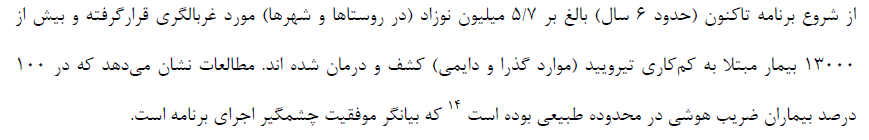 از شروع برنامه تاکنون (حدود ۶ سال) بالغ بر ۵/۷ میلیون نوزاد (در روستاها و شهرها) مورد غربالگری قرارگرفته و بیش از
۱۳۰۰۰ بیمار مبتلا به کم‌کاری تیرویید (موارد گذرا و دایمی) کشف و درمان شده اند. مطالعات نشان می‌دهد که در ۱۰۰
درصد بیماران ضریب هوشی در محدوده طبیعی بوده است ۱۴ که بیانگر موفقیت چشمگیر اجرای برنامه است.